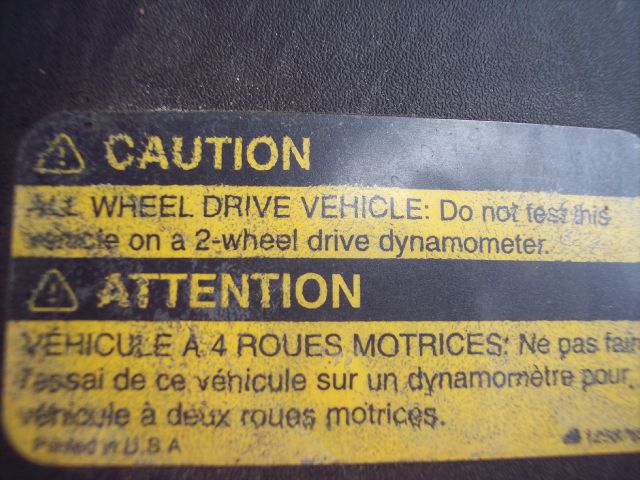 CAUTION
ALL WHEEL DRIVE VEHICLE: Do not test this
vehicle on a 2-wheel drive dynamometer.
ATTENTION
VÉHICULE À 4 ROUES MOTRICES: Ne pas fair
l'essai de ce véhicule sur un dynamomètre pour
véhicule à deux roues motrices.
Printed in U.S.A